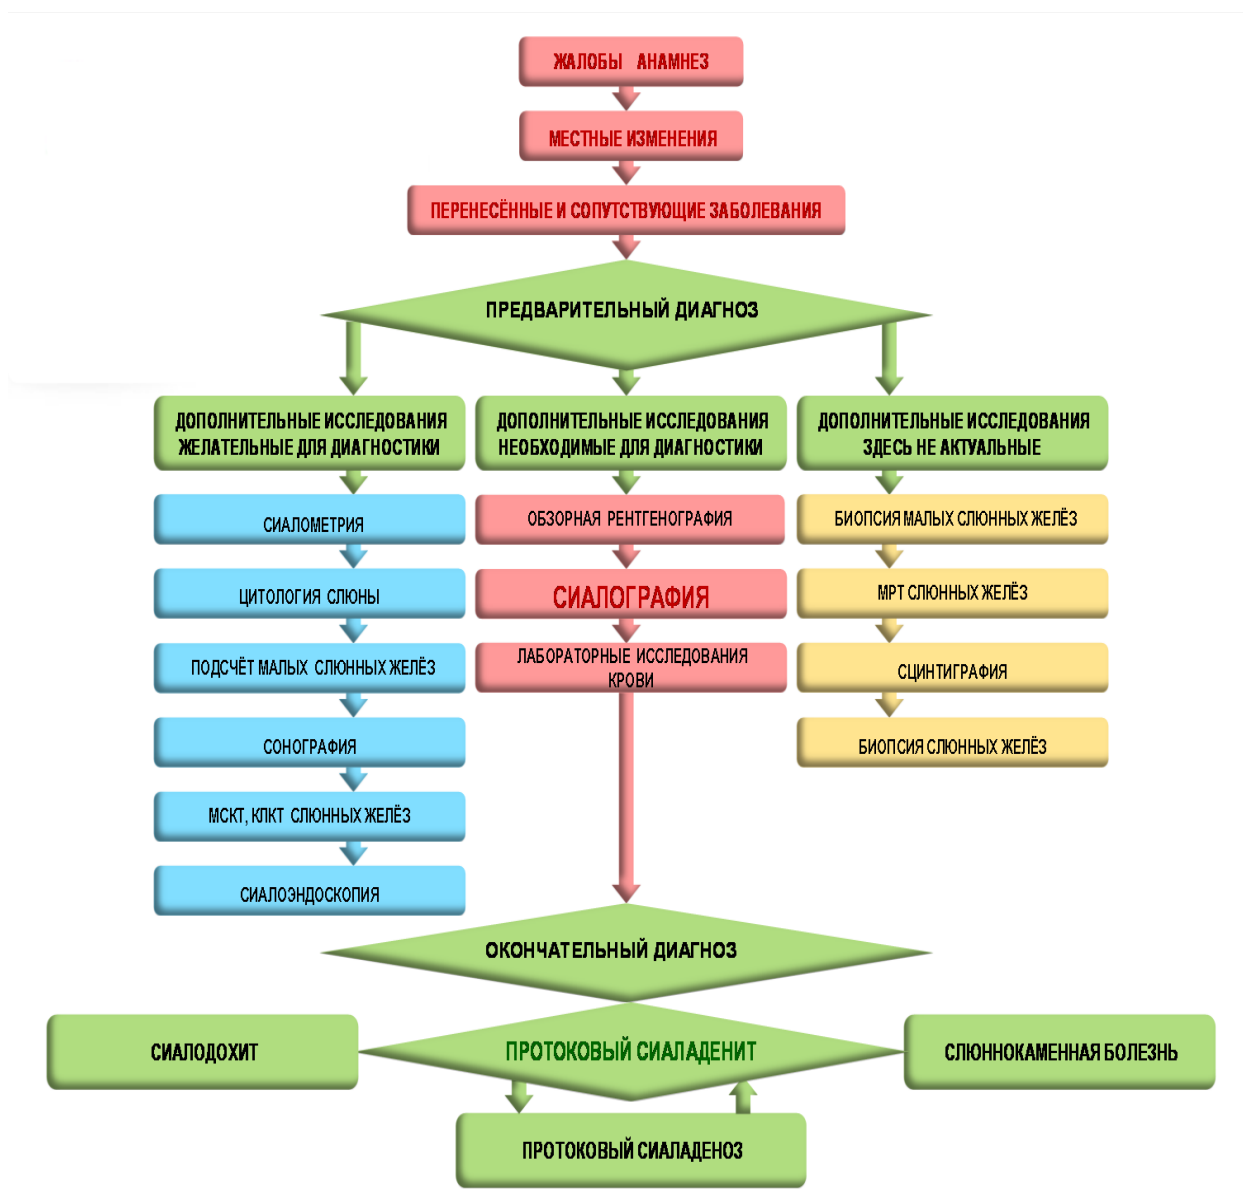 ЖАЛОБЫ АНАМНЕЗ
МЕСТНЫЕ ИЗМЕНЕНИЯ
ПЕРЕНЕСЁННЫЕ И СОПУТСТВУЮЩИЕ ЗАБОЛЕВАНИЯ
ПРЕДВАРИТЕЛЬНЫЙ ДИАГНОЗ
ДОПОЛНИТЕЛЬНЫЕ ИССЛЕДОВАНИЯ
ЖЕЛАТЕЛЬНЫЕ ДЛЯ ДИАГНОСТИКИ
СИАЛОМЕТРИЯ
ЦИТОЛОГИЯ СЛЮНЫ
ПОДСЧЁТ МАЛЫХ СЛЮННЫХ ЖЕЛЁЗ
СОНОГРАФИЯ
МСКТ, КЛКТ СЛЮННЫХ ЖЕЛЁЗ
СИАЛОЭНДОСКОПИЯ
ДОПОЛНИТЕЛЬНЫЕ ИССЛЕДОВАНИЯ
НЕОБХОДИМЫЕ ДЛЯ ДИАГНОСТИКИ
ОБЗОРНАЯ РЕНТГЕНОГРАФИЯ
СИАЛОГРАФИЯ
ЛАБОРАТОРНЫЕ ИССЛЕДОВАНИЯ
КРОВИ
ДОПОЛНИТЕЛЬНЫЕ ИССЛЕДОВАНИЯ
ЗДЕСЬ НЕ АКТУАЛЬНЫЕ
БИОПСИЯ МАЛЫХ СЛЮННЫХ ЖЕЛЁЗ
МРТ СЛЮННЫХ ЖЕЛЁЗ
СЦИНТИГРАФИЯ
БИОПСИЯ СЛЮННЫХ ЖЕЛЁЗ
ОКОНЧАТЕЛЬНЫЙ ДИАГНОЗ
СИАЛОДОХИТ
ПРОТОКОВЫЙ СИАЛАДЕНИТ
СЛЮННОКАМЕННАЯ БОЛЕЗНЬ
ПРОТОКОВЫЙ СИАЛАДЕНОЗ